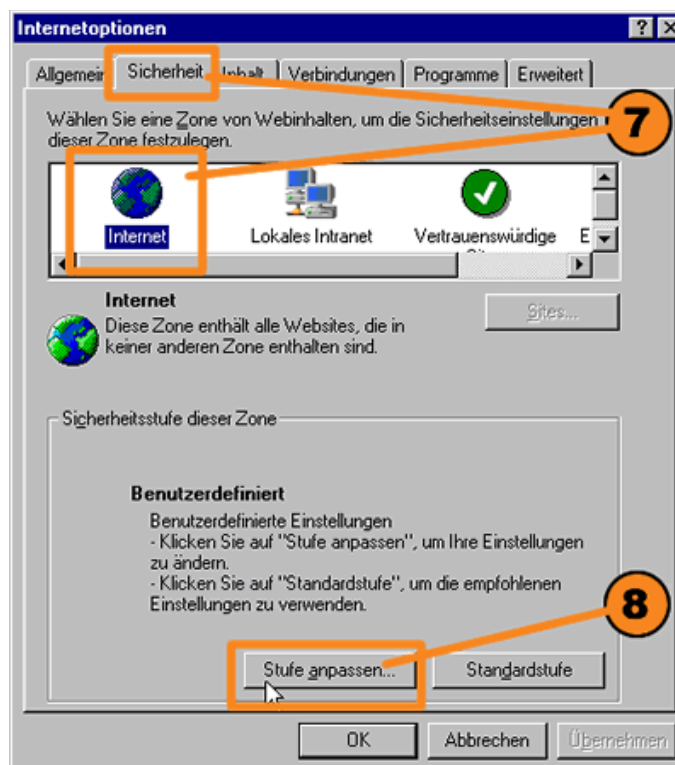 Internetoptionen
Allgemein Sicherheit Inhalt Verbindungen Programme Erweitert
Wählen Sie eine Zone von Webinhalten, um die Sicherheitseinstellungen
dieser Zone festzulegen.
7
Internet Lokales Intranet Vertrauenswürdige E
Internet
Diese Zone enthält alle Websites, die in
keiner anderen Zone enthalten sind.
Sites...
Sicherheitsstufe dieser Zone
Benutzerdefiniert
Benutzerdefinierte Einstellungen
- Klicken Sie auf "Stufe anpassen", um Ihre Einstellungen
zu ändern.
- Klicken Sie auf "Standardstufe", um die empfohlenen
Einstellungen zu verwenden.
8
Stufe anpassen... Standardstufe
OK Abbrechen Übernehmen